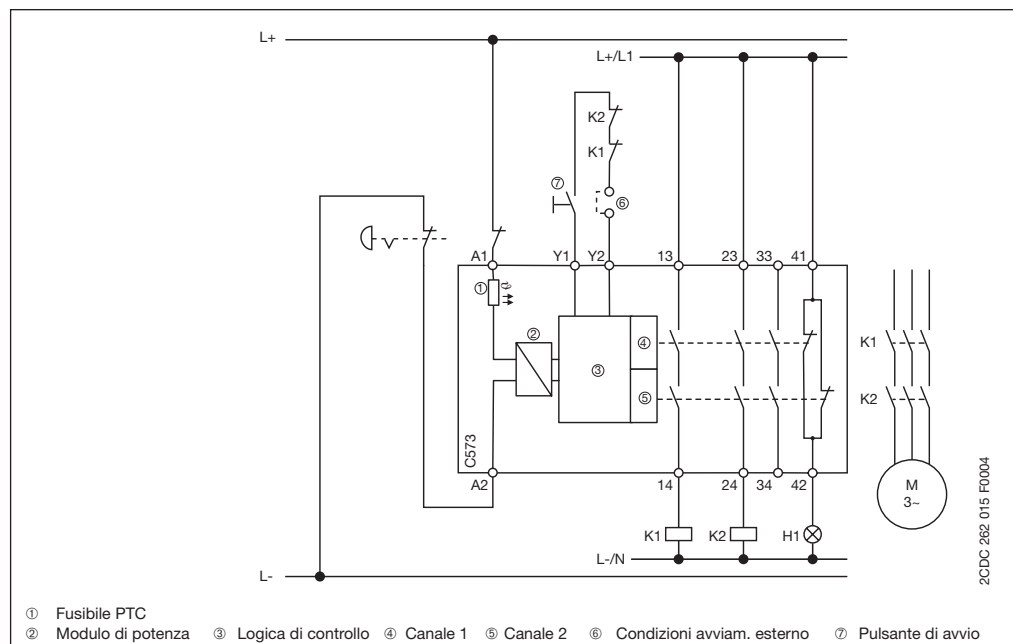 L+
L+/L1
K2
K1
⑦
⑥
A1 Y1 Y2 13 23 33 41
① ϑ
②
④
③
⑤
K1
K2
C573
A2 14 24 34 42
M
3~
K1 K2 H1
L-/N
L-
2CDC 262 015 F0004
① Fusibile PTC
② Modulo di potenza ③ Logica di controllo ④ Canale 1 ⑤ Canale 2 ⑥ Condizioni avviam. esterno ⑦ Pulsante di avvio